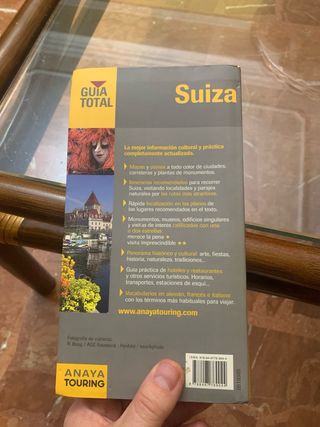 GUÍA
TOTAL
Suiza
La mejor información cultural y práctica
completamente actualizada.
Mapas y planos a todo color de ciudades,
carreteras y plantas de monumentos.
Itinerarios recomendados para recorrer
Suiza, visitando localidades y parajes
naturales por las rutas más atractivas.
Rápida localización en los planos de
los lugares recomendados en el texto.
Monumentos, museos, edificios singulares
y visitas de interés calificadas con una
o dos estrellas:
merece la pena ★
visita imprescindible ★★
Panorama histórico y cultural: arte, fiestas,
historia, naturaleza, tradiciones...
Guía práctica de hoteles y restaurantes
y otros servicios turísticos. Horarios,
transportes, estaciones de esquí...
Vocabularios en alemán, francés e italiano
con los términos más habituales para viajar.
www.anayatouring.com
Fotografía de cubierta:
ANAYA
TOURING